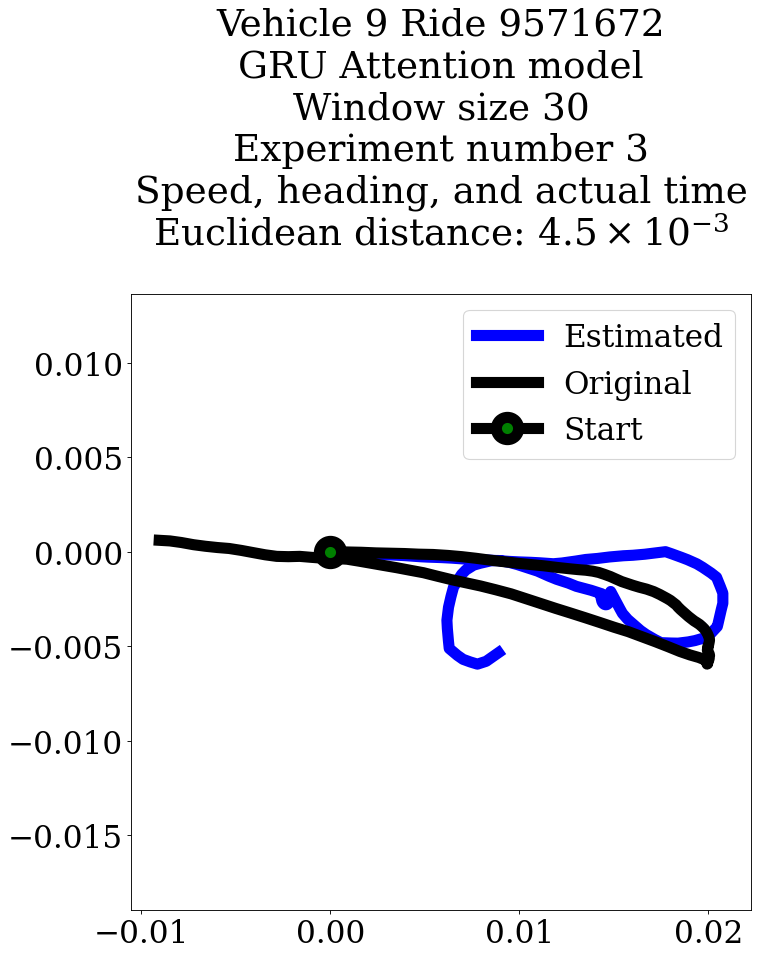 Vehicle 9 Ride 9571672
GRU Attention model
Window size 30
Experiment number 3
Speed, heading, and actual time
Euclidean distance: 4.5 × 10⁻³
Estimated
Original
Start
0.010
0.005
0.000
−0.005
−0.010
−0.015
−0.01
0.00
0.01
0.02